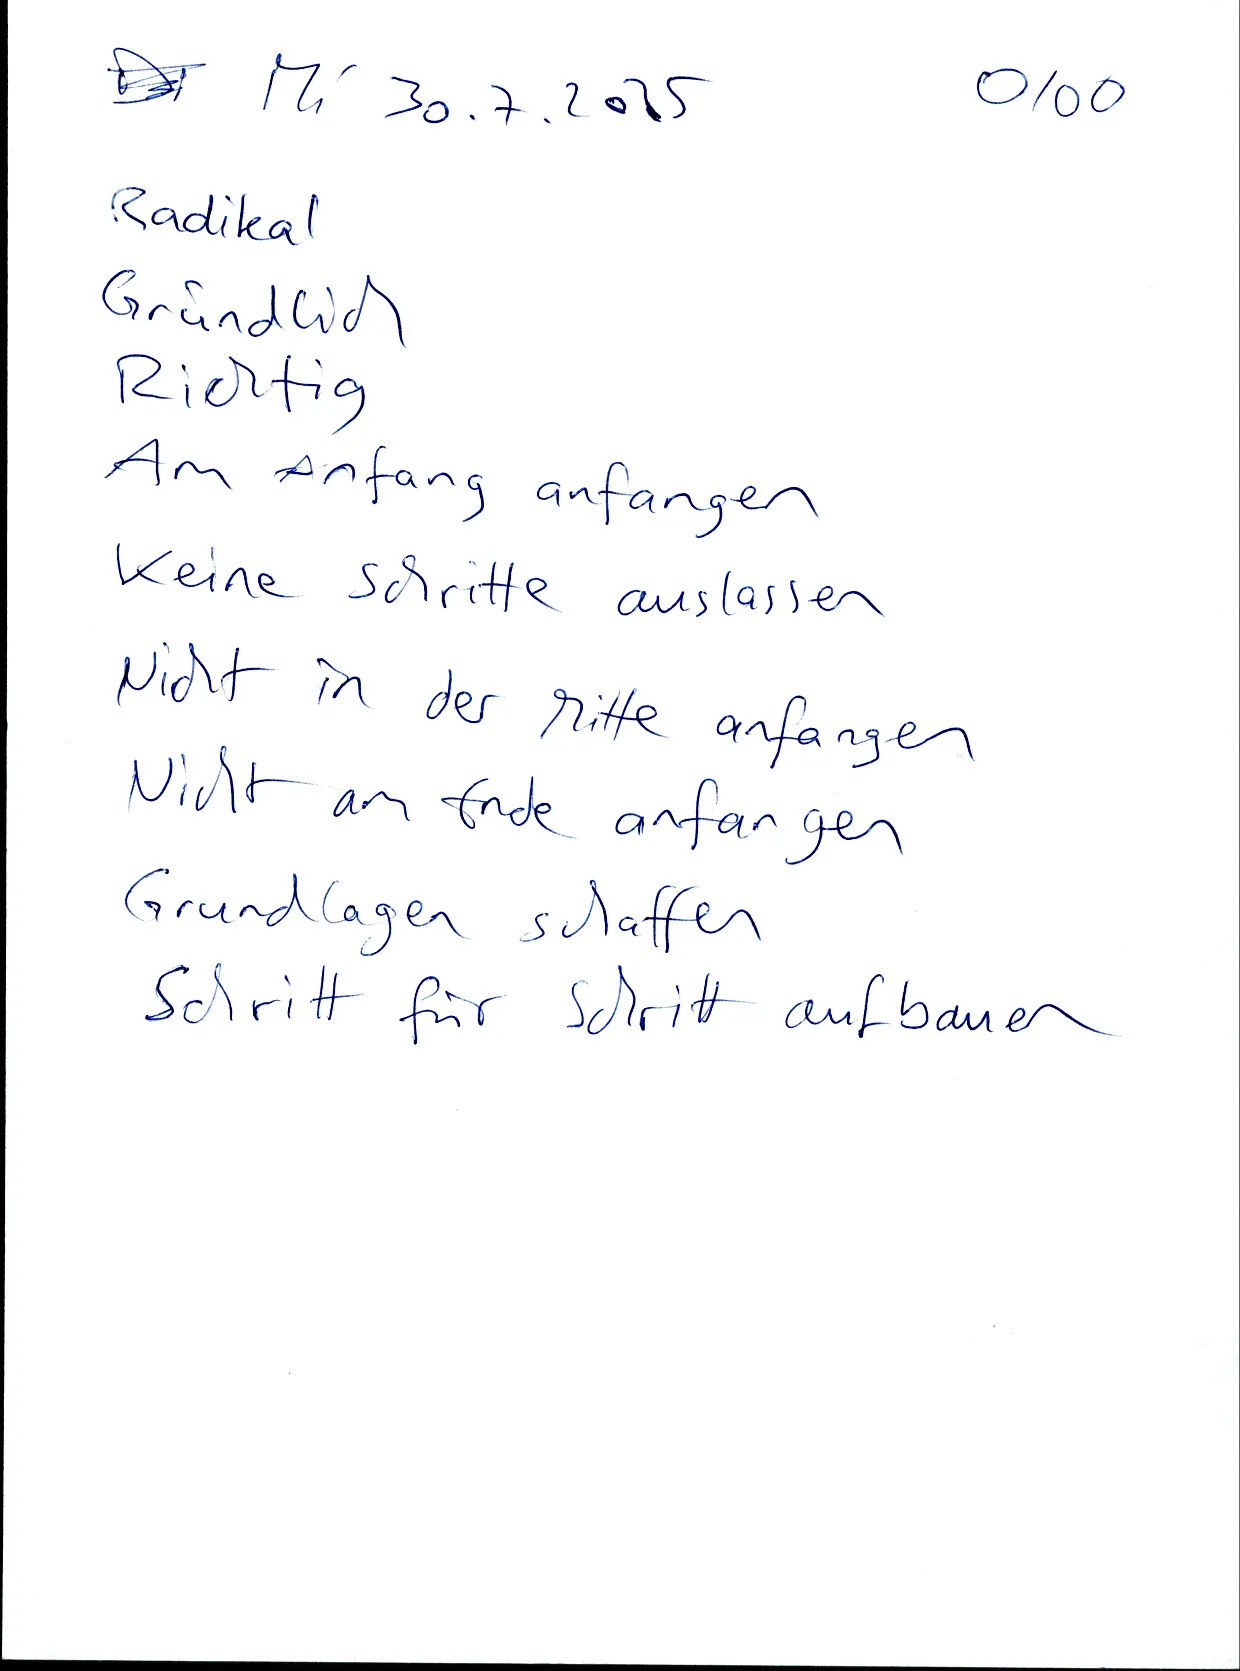 Mi 30.7.2025 0/00
Radikal
Gründlich
Richtig
Am Anfang anfangen
Keine Schritte auslassen
Nicht in der Mitte anfangen
Nicht am Ende anfangen
Grundlagen schaffen
Schritt für Schritt aufbauen